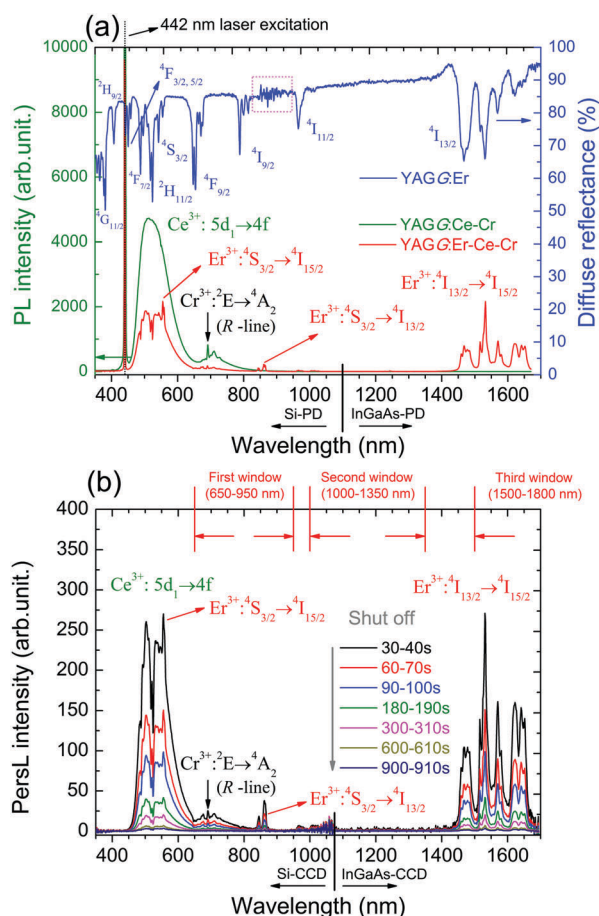 (a)
442 nm laser excitation
10000
8000
6000
4000
2000
0
PL intensity (arb.unit.)
100
90
80
70
60
50
40
30
20
10
0
Diffuse reflectance (%)
²H₉/₂
⁴F₃/₂, ₅/₂
⁴G₁₁/₂
⁴F₇/₂
⁴S₃/₂
²H₁₁/₂
⁴F₉/₂
⁴I₉/₂
⁴I₁₁/₂
⁴I₁₃/₂
YAGG:Er
YAGG:Ce-Cr
YAGG:Er-Ce-Cr
Ce³⁺: 5d₁→4f
Er³⁺:⁴S₃/₂→⁴I₁₅/₂
Cr³⁺:²E→⁴A₂
(R -line)
Er³⁺:⁴S₃/₂→⁴I₁₃/₂
Er³⁺:⁴I₁₃/₂→⁴I₁₅/₂
Si-PD
InGaAs-PD
400 600 800 1000 1200 1400 1600
Wavelength (nm)
(b)
First window
(650-950 nm)
Second window
(1000-1350 nm)
Third window
(1500-1800 nm)
400
350
300
250
200
150
100
50
0
PersL intensity (arb.unit.)
Ce³⁺: 5d₁→4f
Er³⁺:⁴S₃/₂→⁴I₁₅/₂
Er³⁺:⁴I₁₃/₂→⁴I₁₅/₂
Shut off
30-40s
60-70s
90-100s
180-190s
300-310s
600-610s
900-910s
Cr³⁺:²E→⁴A₂
(R -line)
Er³⁺:⁴S₃/₂→⁴I₁₃/₂
Si-CCD
InGaAs-CCD
400 600 800 1000 1200 1400 1600
Wavelength (nm)